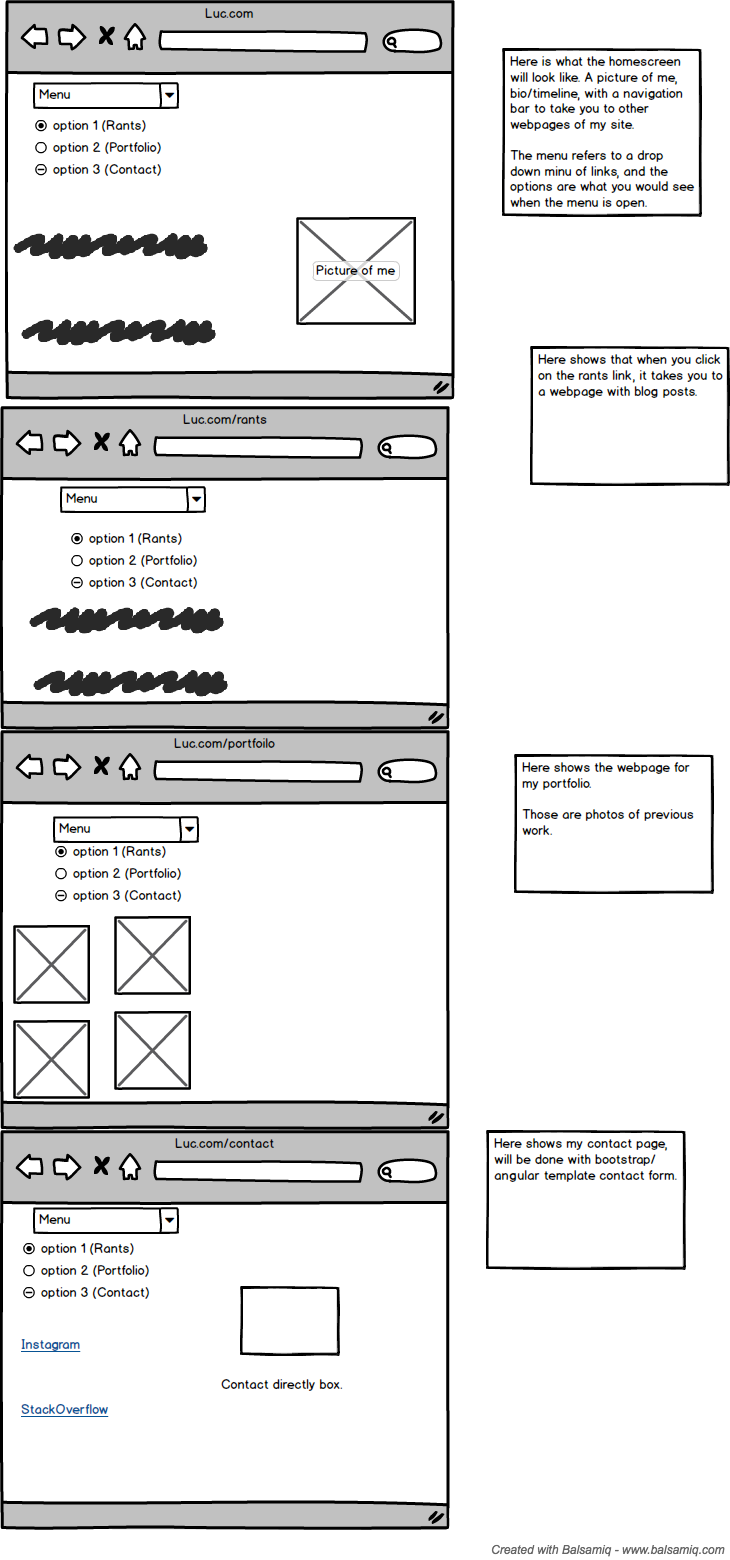 Luc.com
Menu
option 1 (Rants)
option 2 (Portfolio)
option 3 (Contact)
Picture of me
Here is what the homescreen
will look like. A picture of me,
bio/timeline, with a navigation
bar to take you to other
webpages of my site.
The menu refers to a drop
down minu of links, and the
options are what you would see
when the menu is open.
Luc.com/rants
Menu
option 1 (Rants)
option 2 (Portfolio)
option 3 (Contact)
Here shows that when you click
on the rants link, it takes you to
a webpage with blog posts.
Luc.com/portfoilo
Menu
option 1 (Rants)
option 2 (Portfolio)
option 3 (Contact)
Here shows the webpage for
my portfolio.
Those are photos of previous
work.
Luc.com/contact
Menu
option 1 (Rants)
option 2 (Portfolio)
option 3 (Contact)
Instagram
Contact directly box.
StackOverflow
Here shows my contact page,
will be done with bootstrap/
angular template contact form.
Created with Balsamiq - www.balsamiq.com